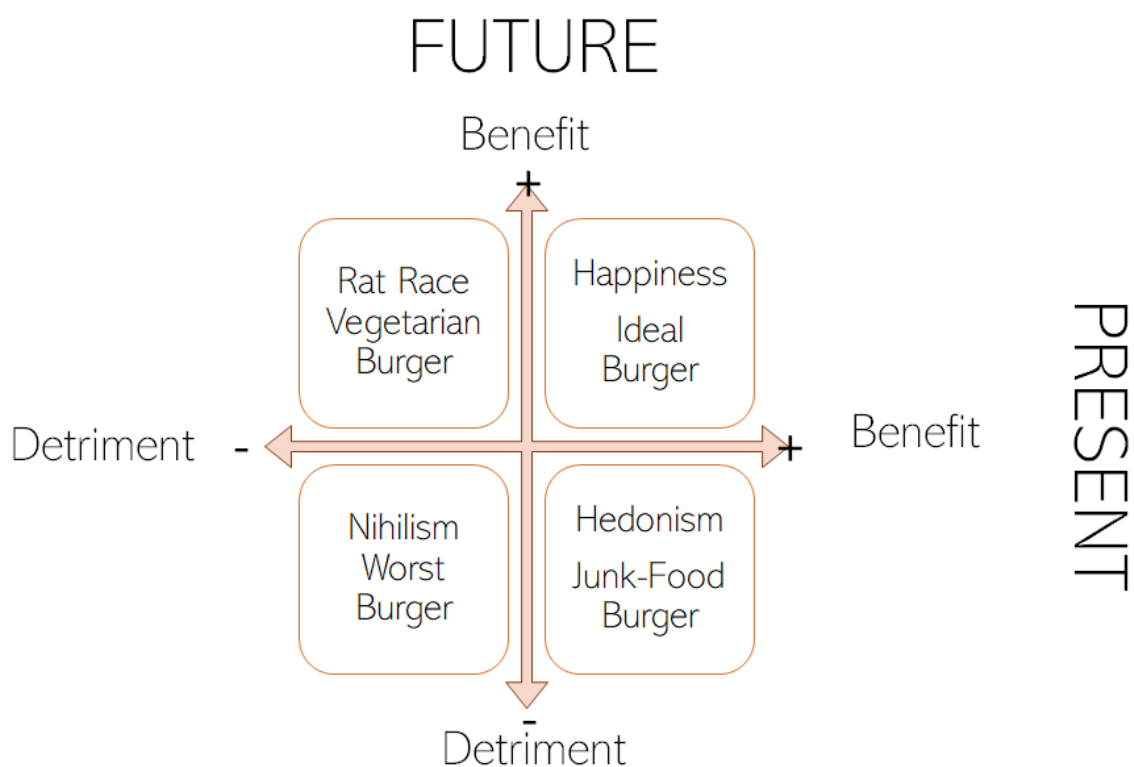 FUTURE
Benefit
+
Rat Race
Vegetarian
Burger
Happiness
Ideal
Burger
Detriment -
+ Benefit
PRESENT
Nihilism
Worst
Burger
Hedonism
Junk-Food
Burger
-
Detriment